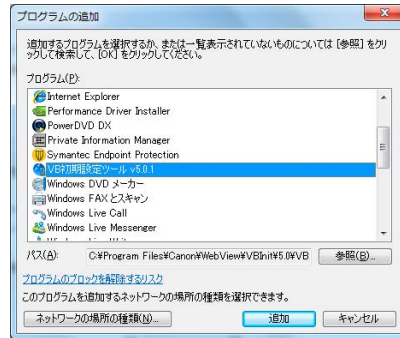 プログラムの追加
追加するプログラムを選択するか、または一覧表示されていないものについては [参照] をクリ
ックして検索して、[OK] をクリックしてください。
プログラム(P):
Internet Explorer
Performance Driver Installer
PowerDVD DX
Private Information Manager
Symantec Endpoint Protection
VB初期設定ツール v5.0.1
Windows DVD メーカー
Windows FAX とスキャン
Windows Live Call
Windows Live Messenger
パス(A):
C:¥Program Files¥Canon¥WebView¥VBInit¥5.0¥VB
参照(B)...
プログラムのブロックを解除するリスク
このプログラムを追加するネットワークの場所の種類を選択できます。
ネットワークの場所の種類(N)...
追加
キャンセル